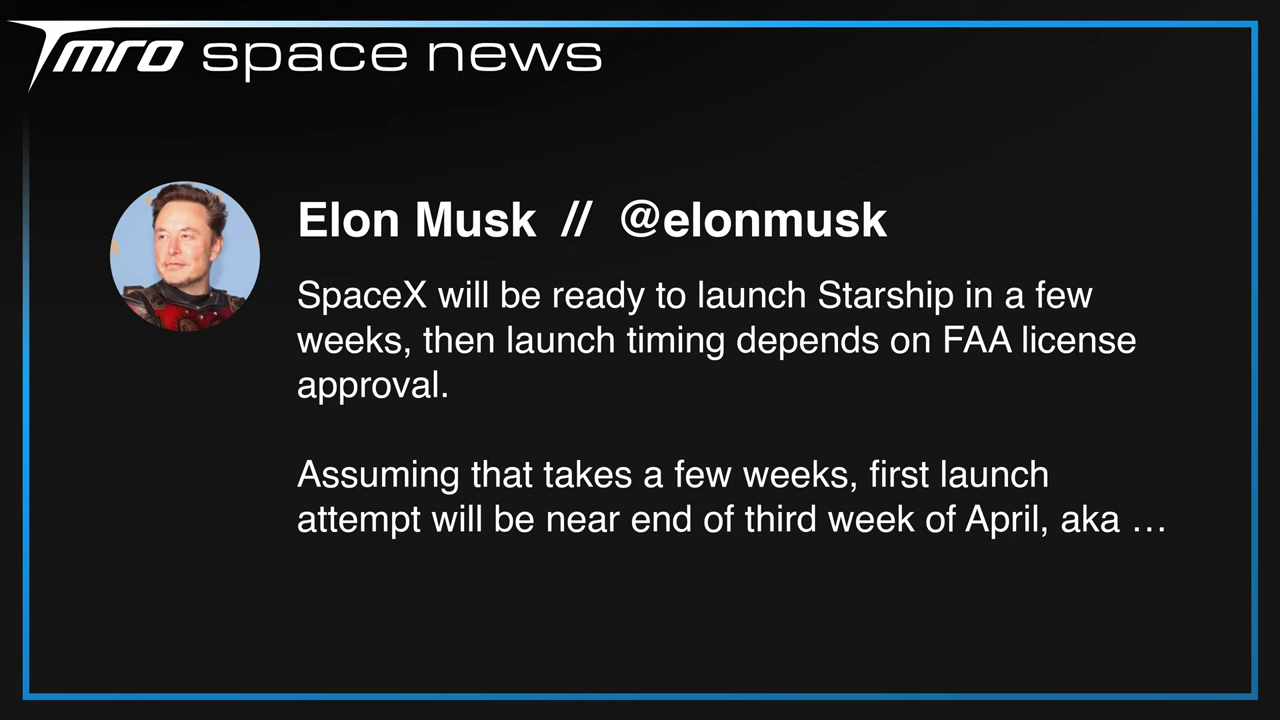 Tmro space news
Elon Musk // @elonmusk
SpaceX will be ready to launch Starship in a few
weeks, then launch timing depends on FAA license
approval.
Assuming that takes a few weeks, first launch
attempt will be near end of third week of April, aka …